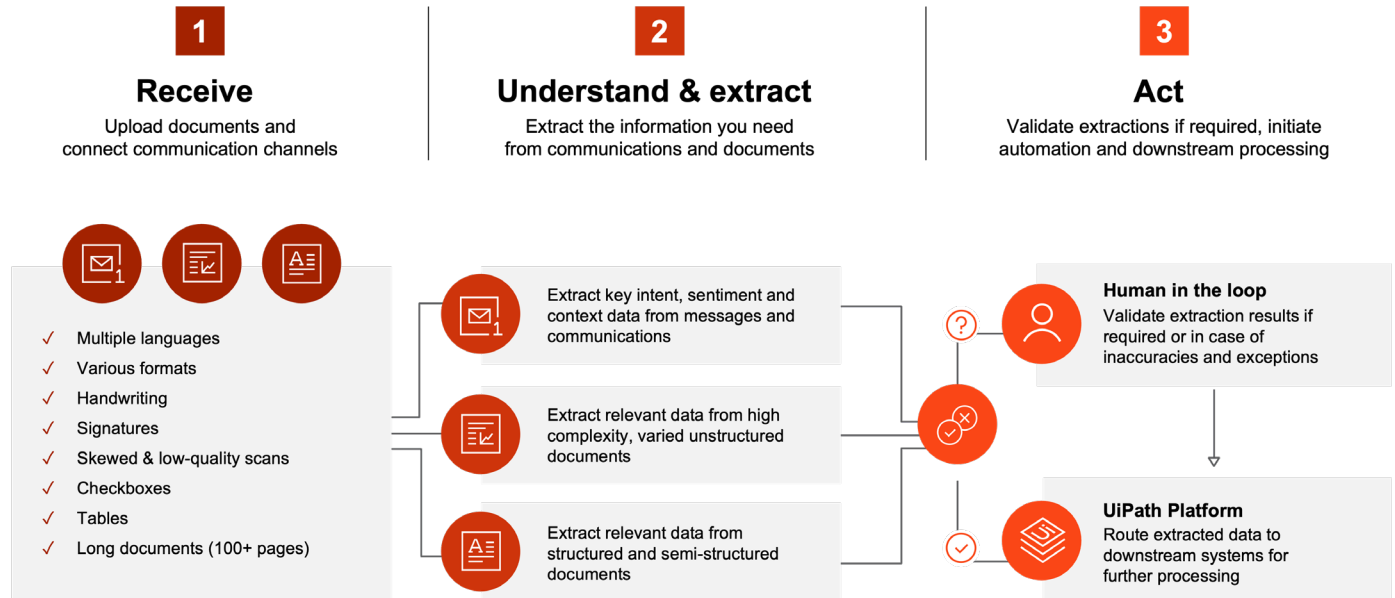 1
Receive
Upload documents and
connect communication channels
2
Understand & extract
Extract the information you need
from communications and documents
3
Act
Validate extractions if required, initiate
automation and downstream processing
1
A
Multiple languages
Various formats
Handwriting
Signatures
Skewed & low-quality scans
Checkboxes
Tables
Long documents (100+ pages)
1
Extract key intent, sentiment and
context data from messages and
communications
Extract relevant data from high
complexity, varied unstructured
documents
A
Extract relevant data from
structured and semi-structured
documents
?
Human in the loop
Validate extraction results if
required or in case of
inaccuracies and exceptions
Ui
UiPath Platform
Route extracted data to
downstream systems for
further processing